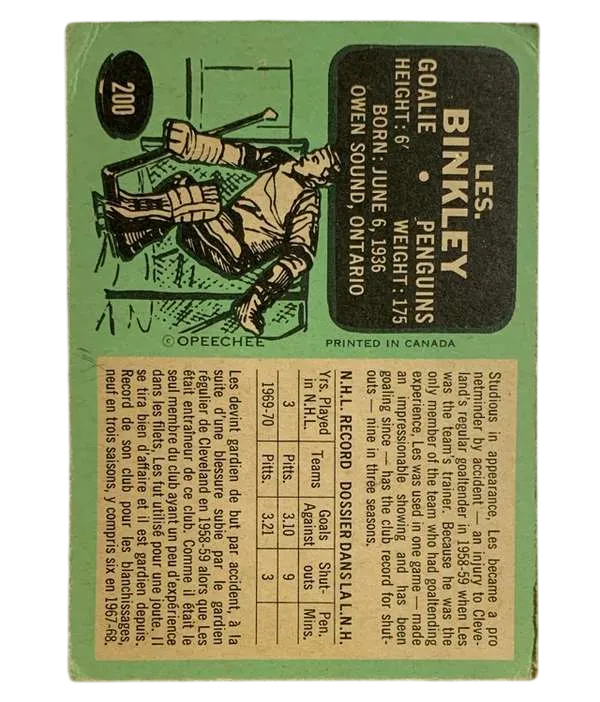 200
LES.
BINKLEY
GOALIE • PENGUINS
HEIGHT: 6' WEIGHT: 175
BORN: JUNE 6, 1936
OWEN SOUND, ONTARIO
© OPEECHEE
PRINTED IN CANADA
Studious in appearance, Les became a pro
netminder by accident — an injury to Cleve-
land's regular goaltender in 1958-59 when Les
was the team's trainer. Because he was the
only member of the team who had goaltending
experience, Les was used in one game — made
an impressionable showing and has been
goaling since — has the club record for shut-
outs — nine in three seasons.
N.H.L. RECORD DOSSIER DANS LA L.N.H.
Yrs. Played Teams Goals Shut- Pen.
in N.H.L. Against outs Mins.
3 Pitts. 3.10 9
1969-70 Pitts. 3.21 3
Les devint gardien de but par accident, à la
suite d'une blessure subie par le gardien
régulier de Cleveland en 1958-59 alors que Les
était entraîneur de ce club. Comme il était le
seul membre du club ayant un peu d'expérience
dans les filets, Les fut utilisé pour une joute. Il
se tira bien d'affaire et il est gardien depuis.
Record de son club pour les blanchissages,
neuf en trois saisons, y compris six en 1967-68.